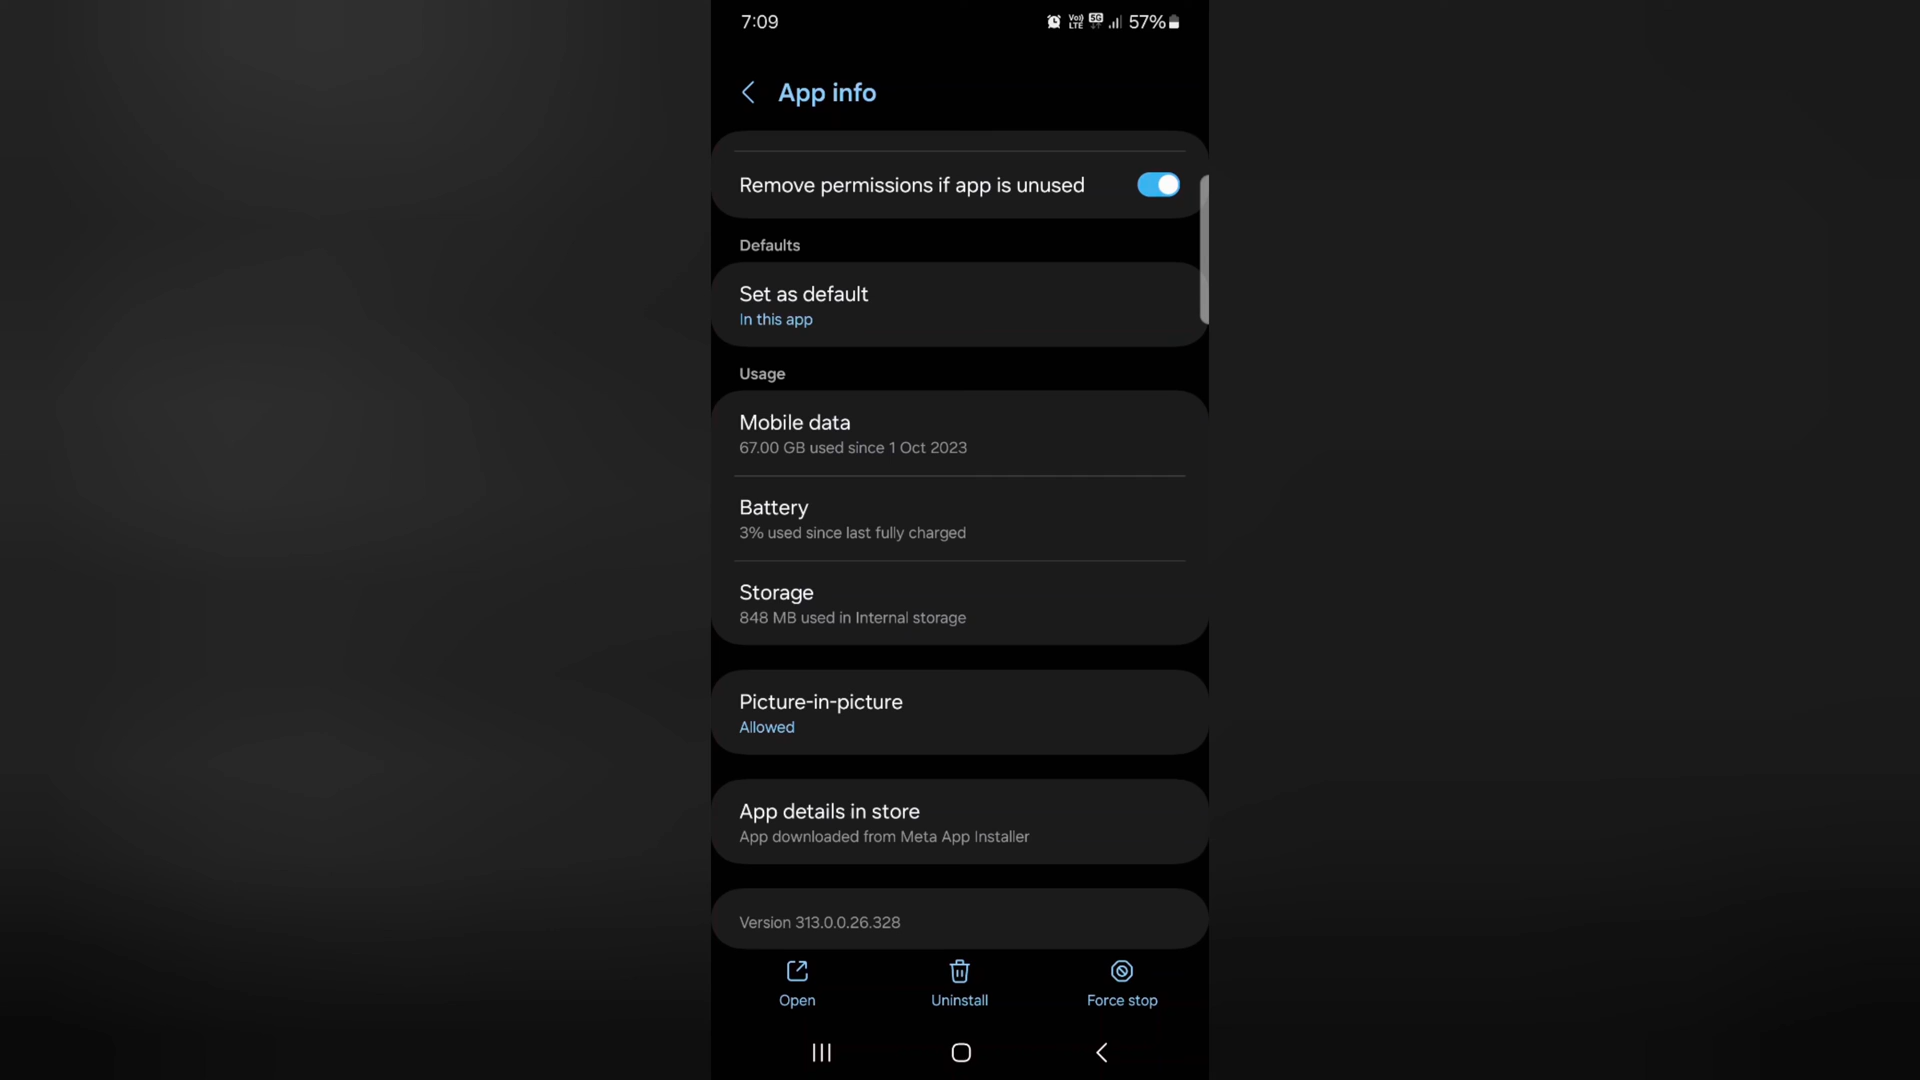 7:09
Vo)) LTE 5G 57%
App info
Remove permissions if app is unused
Defaults
Set as default
In this app
Usage
Mobile data
67.00 GB used since 1 Oct 2023
Battery
3% used since last fully charged
Storage
848 MB used in Internal storage
Picture-in-picture
Allowed
App details in store
App downloaded from Meta App Installer
Version 313.0.0.26.328
Open
Uninstall
Force stop